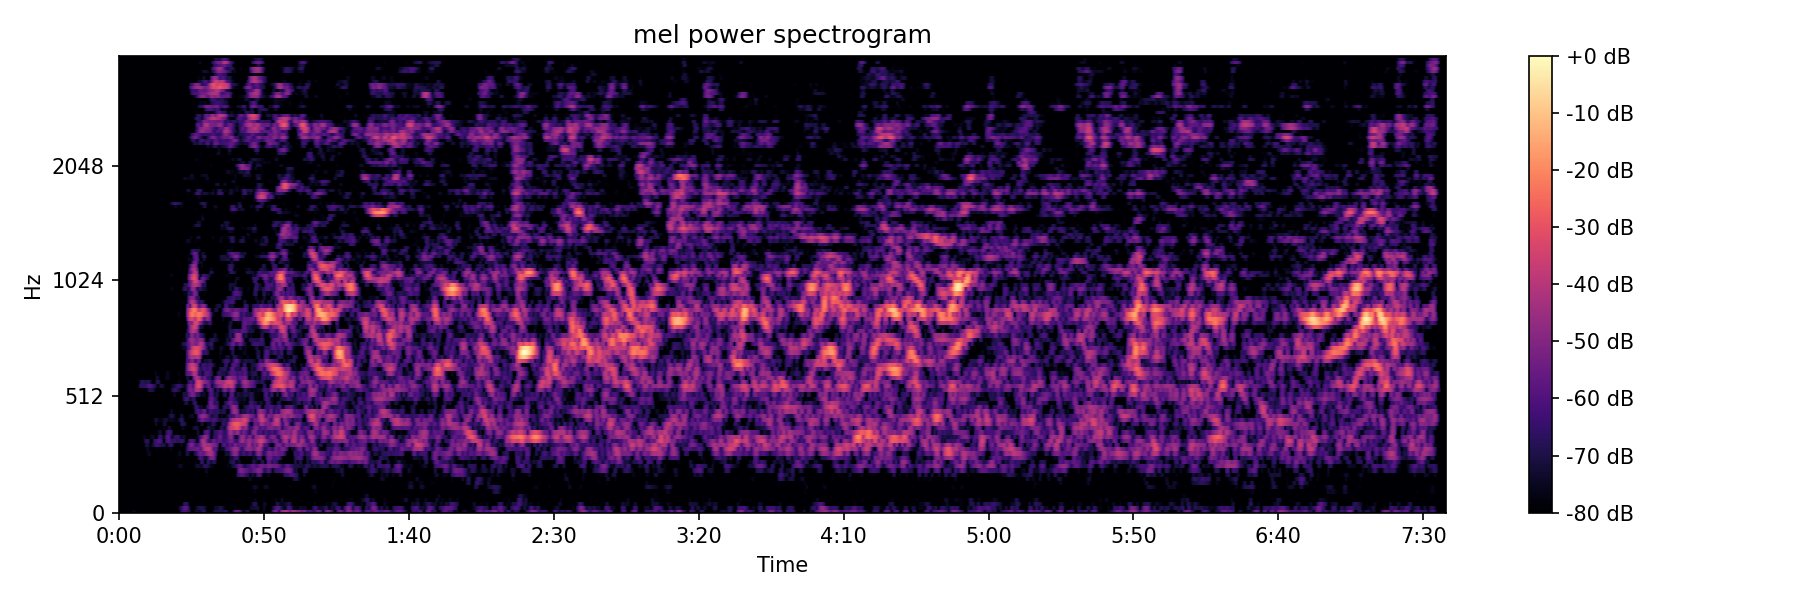 mel power spectrogram
+0 dB
-10 dB
-20 dB
-30 dB
-40 dB
-50 dB
-60 dB
-70 dB
-80 dB
Hz
2048
1024
512
0
0:00 0:50 1:40 2:30 3:20 4:10 5:00 5:50 6:40 7:30
Time